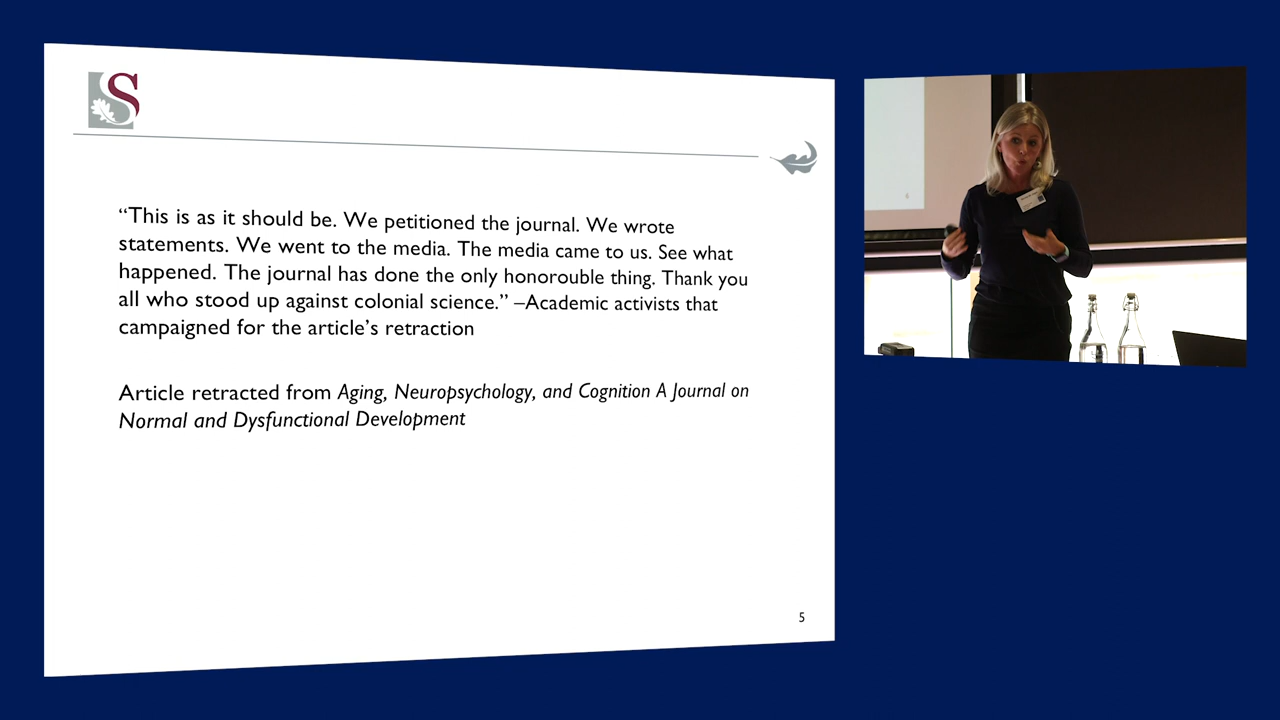 S
“This is as it should be. We petitioned the journal. We wrote
statements. We went to the media. The media came to us. See what
happened. The journal has done the only honorouble thing. Thank you
all who stood up against colonial science.” –Academic activists that
campaigned for the article’s retraction
Article retracted from Aging, Neuropsychology, and Cognition A Journal on
Normal and Dysfunctional Development
5